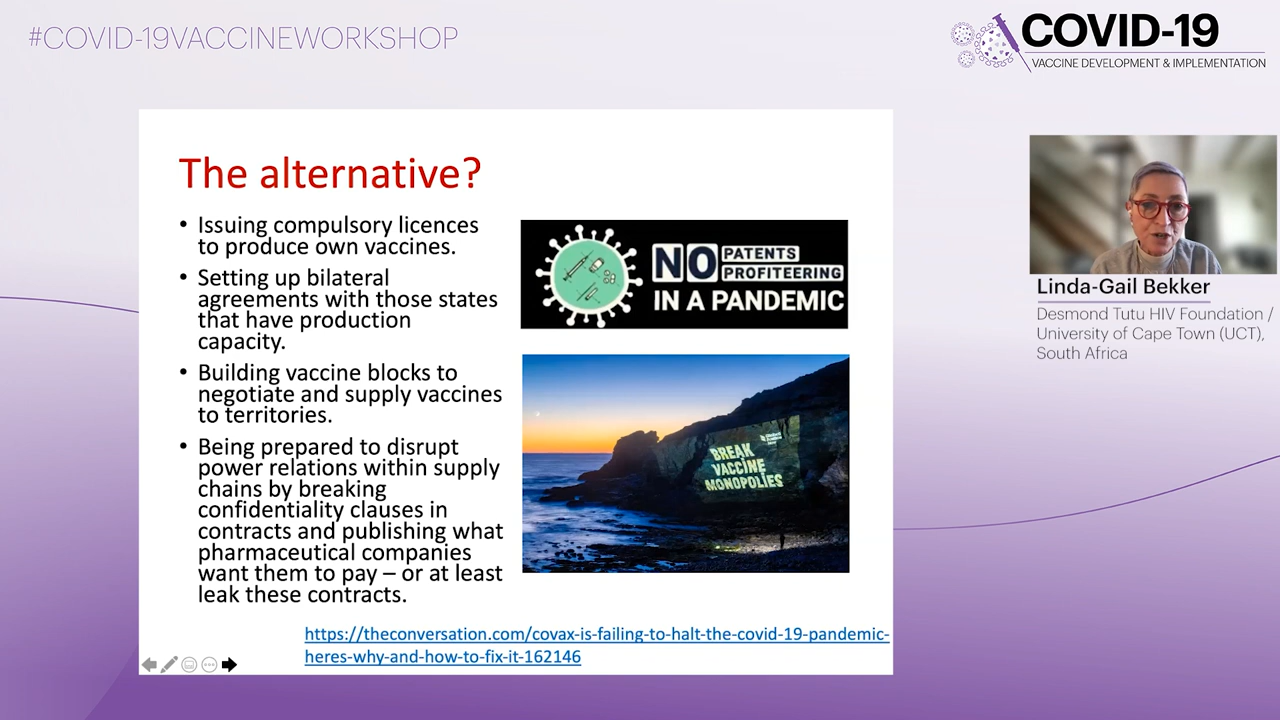 #COVID-19VACCINEWORKSHOP
COVID-19
VACCINE DEVELOPMENT & IMPLEMENTATION
The alternative?
• Issuing compulsory licences
to produce own vaccines.
• Setting up bilateral
agreements with those states
that have production
capacity.
• Building vaccine blocks to
negotiate and supply vaccines
to territories.
• Being prepared to disrupt
power relations within supply
chains by breaking
confidentiality clauses in
contracts and publishing what
pharmaceutical companies
want them to pay – or at least
leak these contracts.
NO PATENTS
PROFITEERING
IN A PANDEMIC
BREAK
VACCINE
MONOPOLIES
https://theconversation.com/covax-is-failing-to-halt-the-covid-19-pandemic-
heres-why-and-how-to-fix-it-162146
Linda-Gail Bekker
Desmond Tutu HIV Foundation /
University of Cape Town (UCT),
South Africa